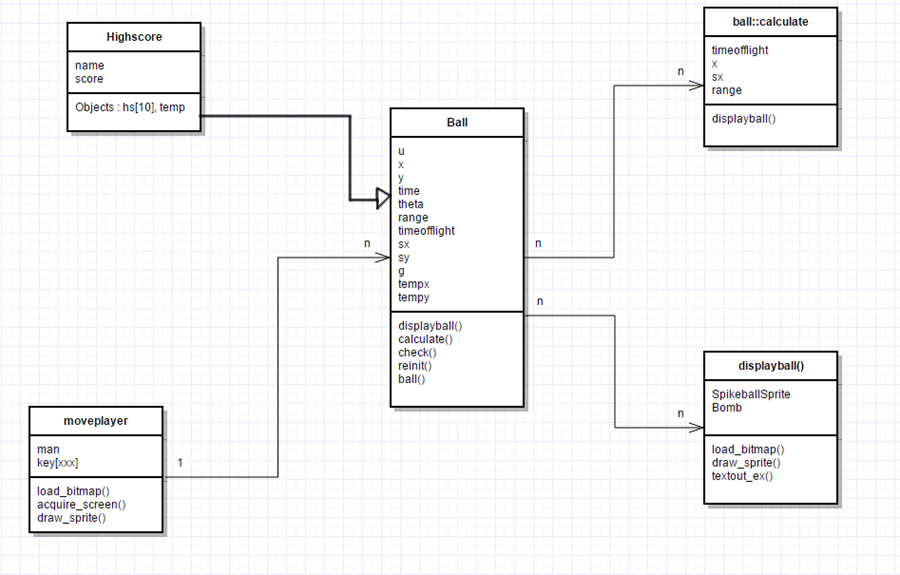 Highscore
name
score
Objects : hs[10], temp
ball::calculate
timeofflight
x
sx
range
displayball()
n
Ball
u
x
y
time
theta
range
timeofflight
sx
sy
g
tempx
tempy
displayball()
calculate()
check()
reinit()
ball()
n
n
n
n
displayball()
SpikeballSprite
Bomb
load_bitmap()
draw_sprite()
textout_ex()
moveplayer
man
key[xxx]
load_bitmap()
acquire_screen()
draw_sprite()
1